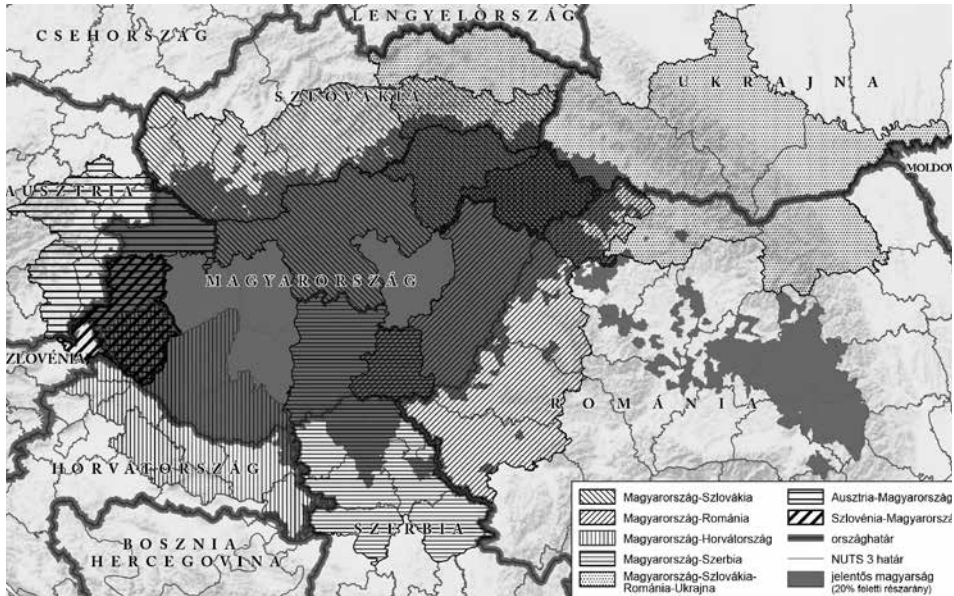 LENGYELORSZÁG
CSEHORSZÁG
UKRAJNA
SZLOVÁKIA
MOLDOV
AUSZTRIA
MAGYARORSZÁG
ZLOVÉNIA
ROMÁNIA
HORVÁTORSZÁG
SZERBIA
BOSZNIA
HERCEGOVINA
Magyarország-Szlovákia
Magyarország-Románia
Magyarország-Horvátország
Magyarország-Szerbia
Magyarország-Szlovákia-
Románia-Ukrajna
Ausztria-Magyarország
Szlovénia-Magyarorszá
országhatár
NUTS 3 határ
jelentős magyarság
(20% feletti részarány)